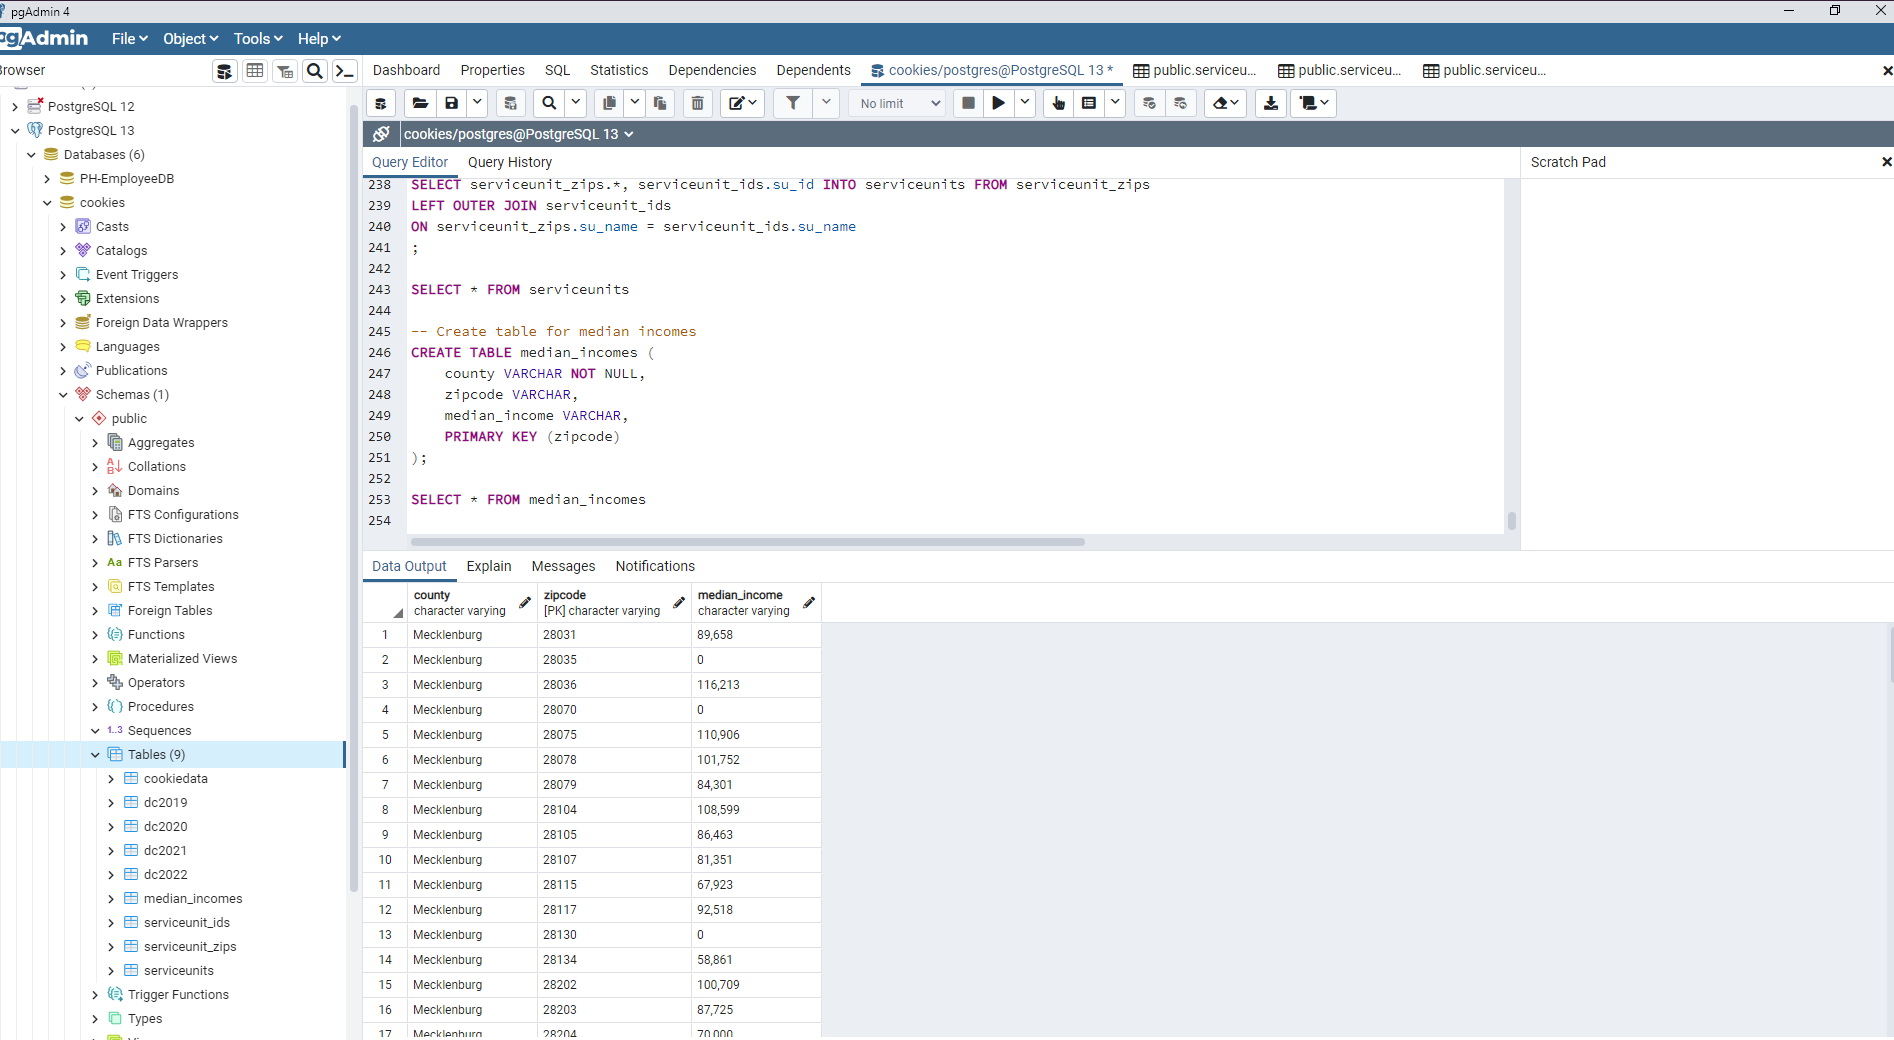 pgAdmin 4
pgAdmin File Object Tools Help
Browser
Dashboard Properties SQL Statistics Dependencies Dependents cookies/postgres@PostgreSQL 13 * public.serviceu... public.serviceu... public.serviceu...
No limit
cookies/postgres@PostgreSQL 13
Query Editor Query History
Scratch Pad
PostgreSQL 12
PostgreSQL 13
Databases (6)
PH-EmployeeDB
cookies
Casts
Catalogs
Event Triggers
Extensions
Foreign Data Wrappers
Languages
Publications
Schemas (1)
public
Aggregates
Collations
Domains
FTS Configurations
FTS Dictionaries
Aa FTS Parsers
FTS Templates
Foreign Tables
Functions
Materialized Views
Operators
Procedures
1..3 Sequences
Tables (9)
cookiedata
dc2019
dc2020
dc2021
dc2022
median_incomes
serviceunit_ids
serviceunit_zips
serviceunits
Trigger Functions
Types
238 SELECT serviceunit_zips.*, serviceunit_ids.su_id INTO serviceunits FROM serviceunit_zips
239 LEFT OUTER JOIN serviceunit_ids
240 ON serviceunit_zips.su_name = serviceunit_ids.su_name
241 ;
242
243 SELECT * FROM serviceunits
244
245 -- Create table for median incomes
246 CREATE TABLE median_incomes (
247 county VARCHAR NOT NULL,
248 zipcode VARCHAR,
249 median_income VARCHAR,
250 PRIMARY KEY (zipcode)
251 );
252
253 SELECT * FROM median_incomes
254
Data Output Explain Messages Notifications
county zipcode median_income
character varying [PK] character varying character varying
1 Mecklenburg 28031 89,658
2 Mecklenburg 28035 0
3 Mecklenburg 28036 116,213
4 Mecklenburg 28070 0
5 Mecklenburg 28075 110,906
6 Mecklenburg 28078 101,752
7 Mecklenburg 28079 84,301
8 Mecklenburg 28104 108,599
9 Mecklenburg 28105 86,463
10 Mecklenburg 28107 81,351
11 Mecklenburg 28115 67,923
12 Mecklenburg 28117 92,518
13 Mecklenburg 28130 0
14 Mecklenburg 28134 58,861
15 Mecklenburg 28202 100,709
16 Mecklenburg 28203 87,725
17 Mecklenburg 28204 70,000